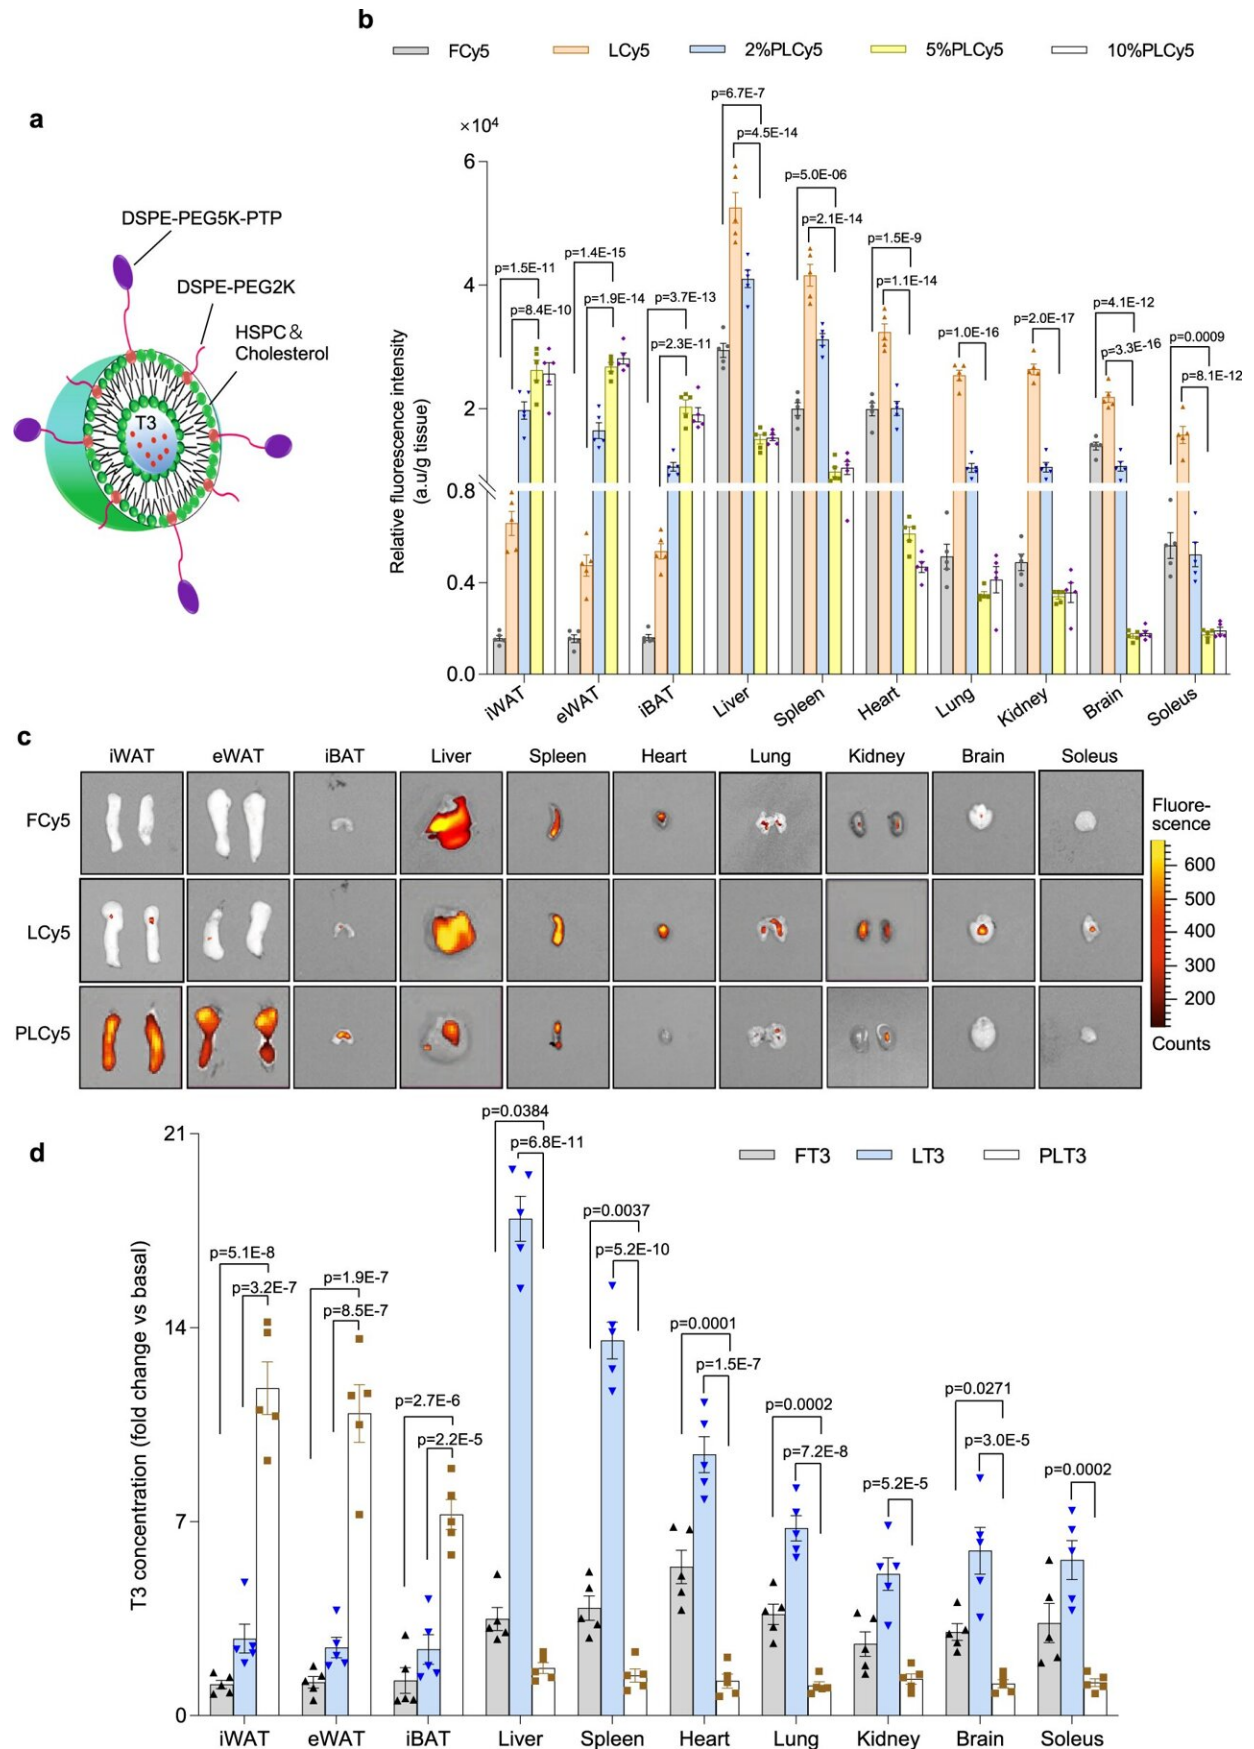 b
FCy5 LCy5 2%PLCy5 5%PLCy5 10%PLCy5
a
DSPE-PEG5K-PTP
DSPE-PEG2K
HSPC &
Cholesterol
T3
×10⁴
Relative fluorescence intensity
(a.u/g tissue)
6
4
2
0.8
0.4
0.0
p=1.5E-11
p=8.4E-10
p=1.4E-15
p=1.9E-14
p=3.7E-13
p=2.3E-11
p=6.7E-7
p=4.5E-14
p=5.0E-06
p=2.1E-14
p=1.5E-9
p=1.1E-14
p=1.0E-16
p=2.0E-17
p=4.1E-12
p=3.3E-16
p=0.0009
p=8.1E-12
iWAT eWAT iBAT Liver Spleen Heart Lung Kidney Brain Soleus
c
iWAT eWAT iBAT Liver Spleen Heart Lung Kidney Brain Soleus
FCy5
LCy5
PLCy5
Fluore-
scence
600
500
400
300
200
Counts
d
FT3 LT3 PLT3
T3 concentration (fold change vs basal)
21
14
7
0
p=5.1E-8
p=3.2E-7
p=1.9E-7
p=8.5E-7
p=2.7E-6
p=2.2E-5
p=0.0384
p=6.8E-11
p=0.0037
p=5.2E-10
p=0.0001
p=1.5E-7
p=0.0002
p=7.2E-8
p=5.2E-5
p=0.0271
p=3.0E-5
p=0.0002
iWAT eWAT iBAT Liver Spleen Heart Lung Kidney Brain Soleus